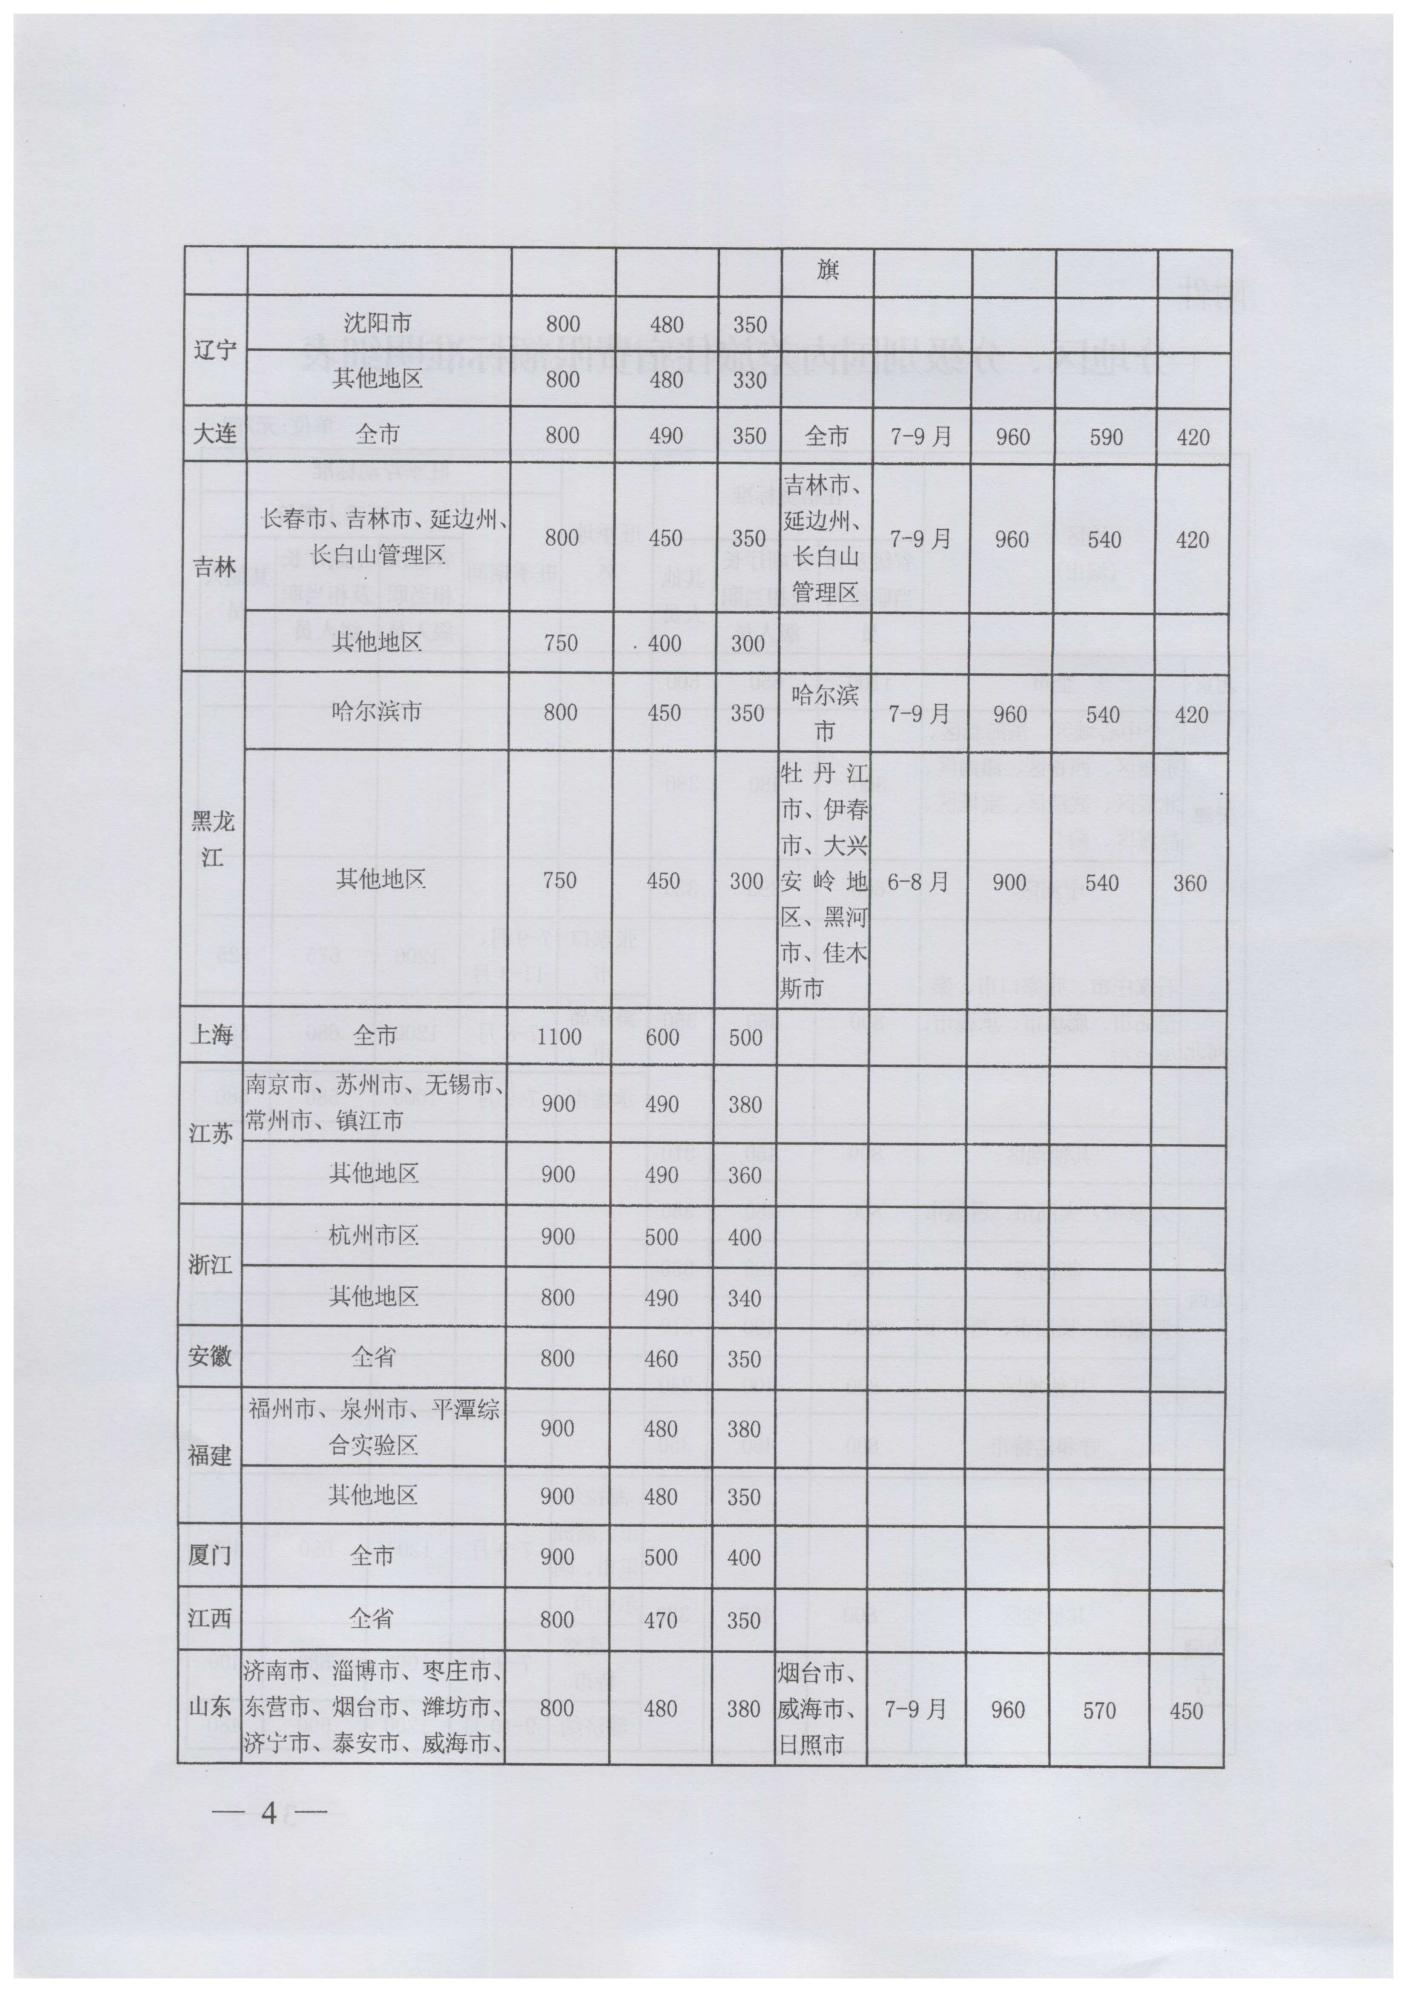 旗
辽宁 沈阳市 800 480 350
其他地区 800 480 330
大连 全市 800 490 350 全市 7-9月 960 590 420
吉林 长春市、吉林市、延边州、
长白山管理区 800 450 350 吉林市、
延边州、
长白山
管理区 7-9月 960 540 420
其他地区 750 400 300
黑龙
江 哈尔滨市 800 450 350 哈尔滨
市 7-9月 960 540 420
其他地区 750 450 300 牡丹江
市、伊春
市、大兴
安岭地
区、黑河
市、佳木
斯市 6-8月 900 540 360
上海 全市 1100 600 500
江苏 南京市、苏州市、无锡市、
常州市、镇江市 900 490 380
其他地区 900 490 360
浙江 杭州市区 900 500 400
其他地区 800 490 340
安徽 全省 800 460 350
福建 福州市、泉州市、平潭综
合实验区 900 480 380
其他地区 900 480 350
厦门 全市 900 500 400
江西 全省 800 470 350
山东 济南市、淄博市、枣庄市、
东营市、烟台市、潍坊市、
济宁市、泰安市、威海市、 800 480 380 烟台市、
威海市、
日照市 7-9月 960 570 450
— 4 —